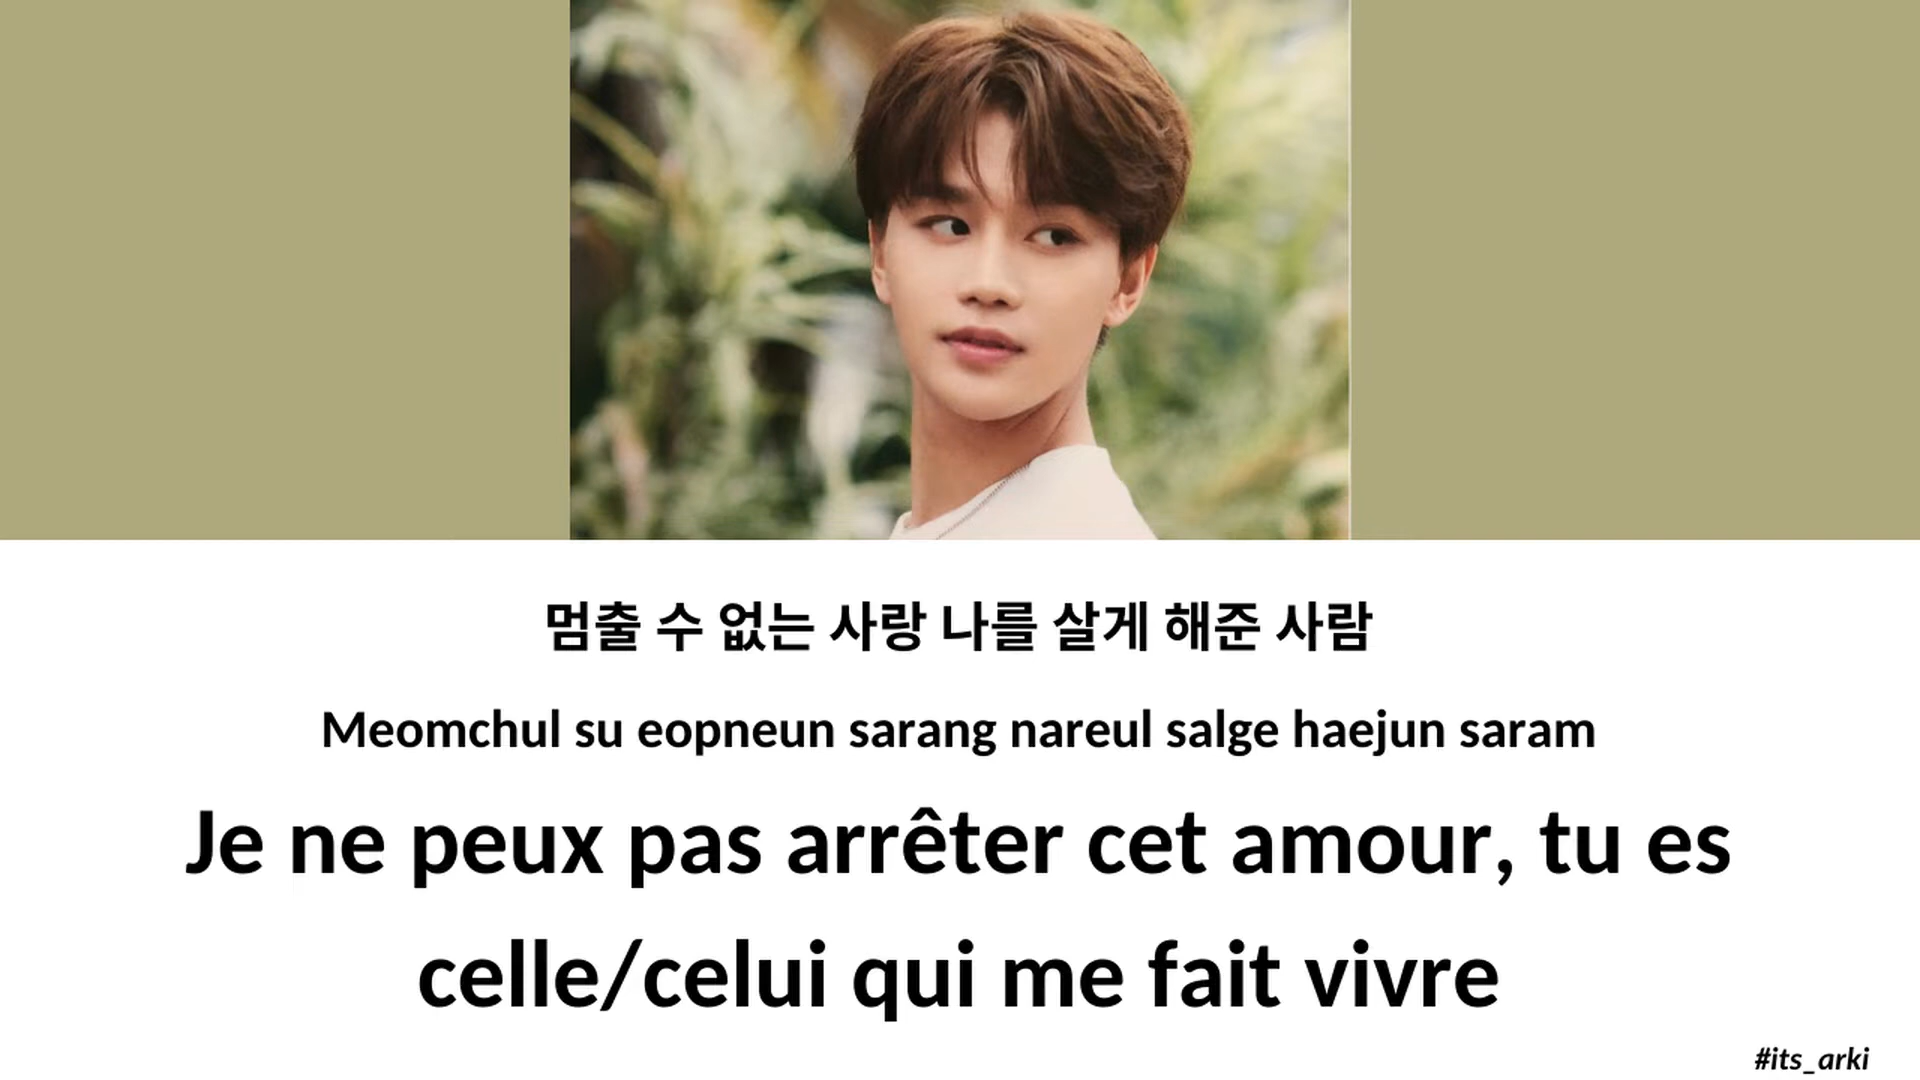 멈출 수 없는 사랑 나를 살게 해준 사람
Meomchul su eopneun sarang nareul salge haejun saram
Je ne peux pas arrêter cet amour, tu es
celle/celui qui me fait vivre
#its_arki